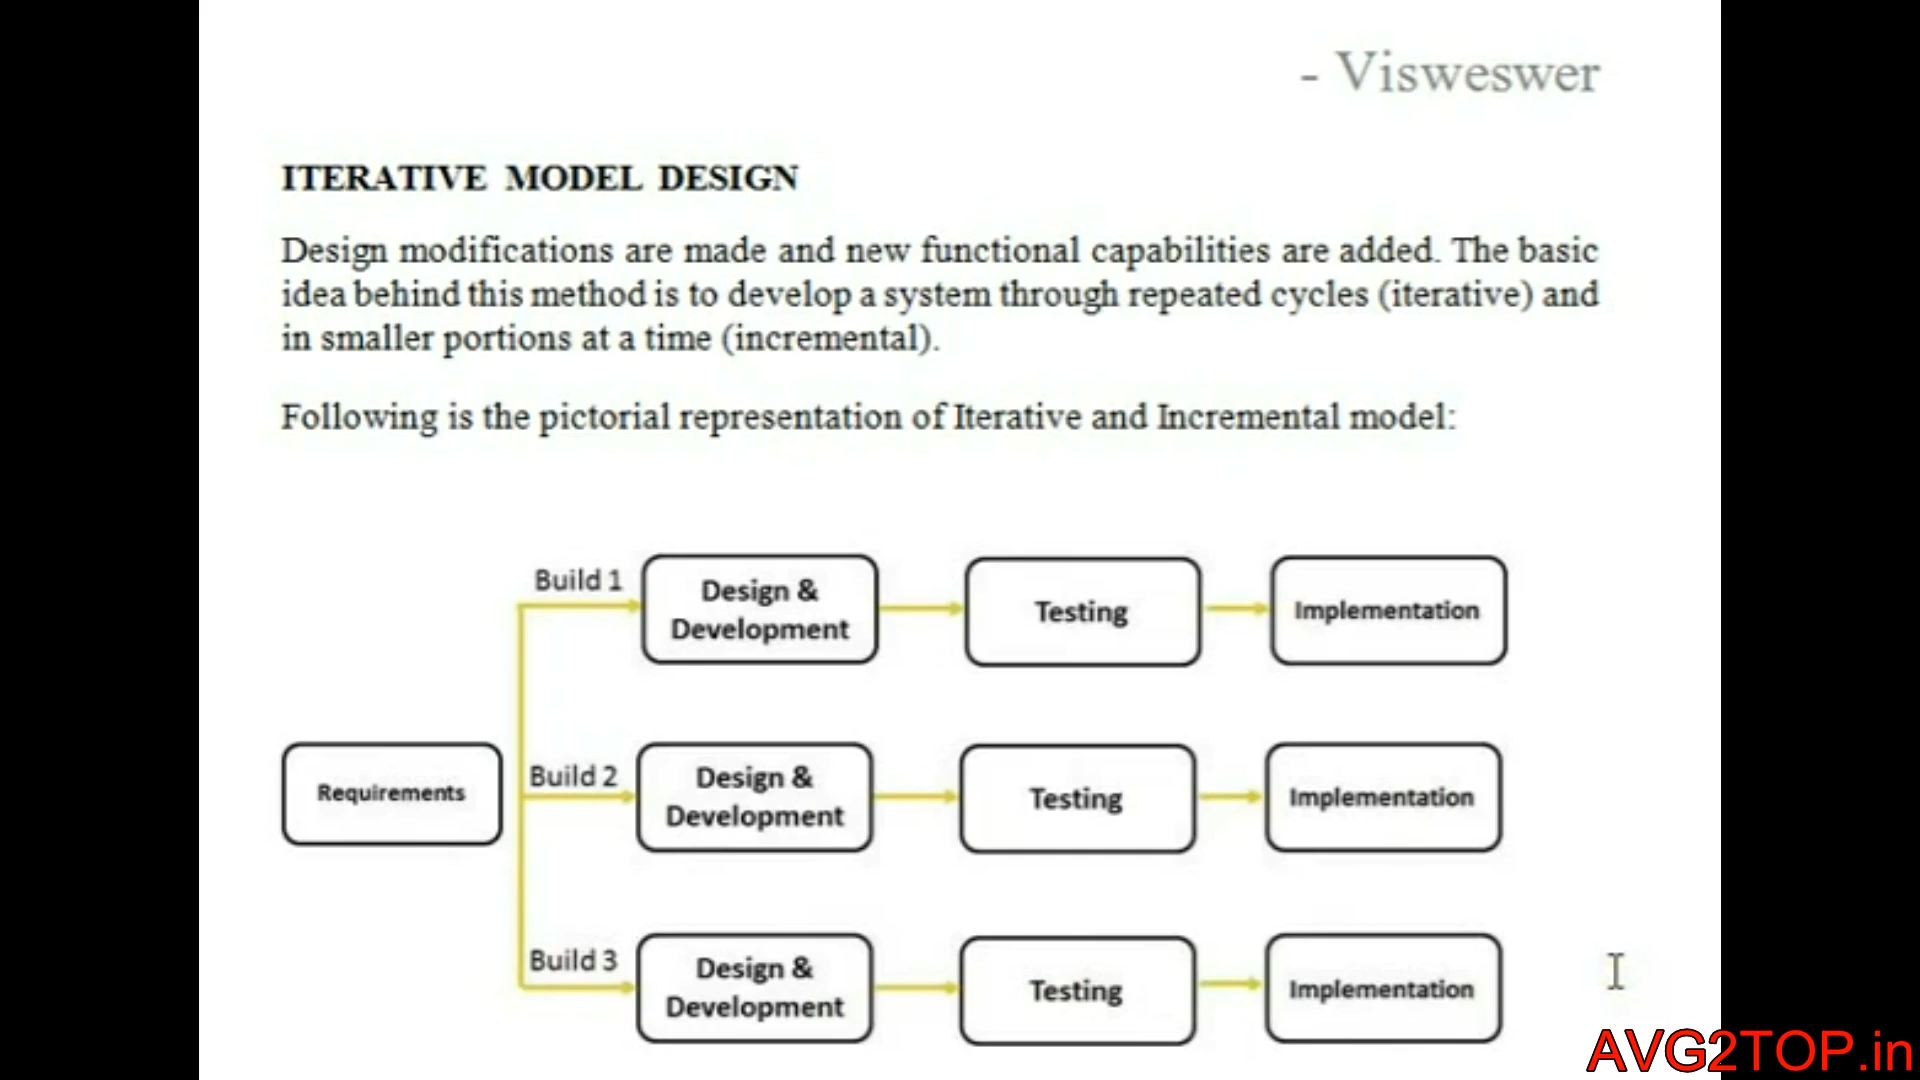 - Visweswer
ITERATIVE MODEL DESIGN
Design modifications are made and new functional capabilities are added. The basic
idea behind this method is to develop a system through repeated cycles (iterative) and
in smaller portions at a time (incremental).
Following is the pictorial representation of Iterative and Incremental model:
Build 1
Design &
Development
Testing
Implementation
Requirements
Build 2
Design &
Development
Testing
Implementation
Build 3
Design &
Development
Testing
Implementation
AVG2TOP.in